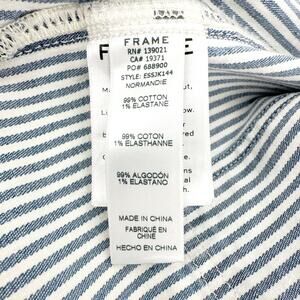 FRAME
RN# 139021
CA# 19371
PO# 688900
STYLE: ESSJK144
NORMANDIE
99% COTTON
1% ELASTANE
99% COTON
1% ELASTHANNE
99% ALGODÓN
1% ELASTANO
MADE IN CHINA
FABRIQUÉ EN
CHINE
HECHO EN CHINA